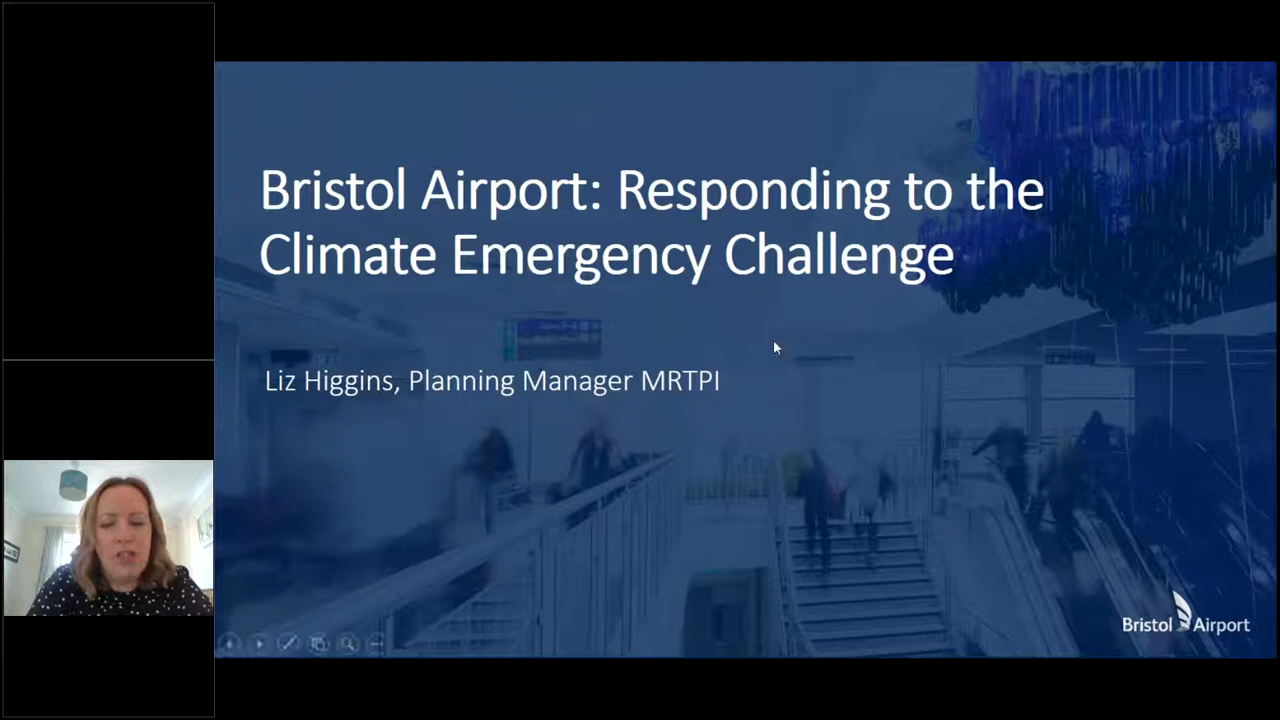 Bristol Airport: Responding to the
Climate Emergency Challenge
Liz Higgins, Planning Manager MRTPI
Bristol Airport